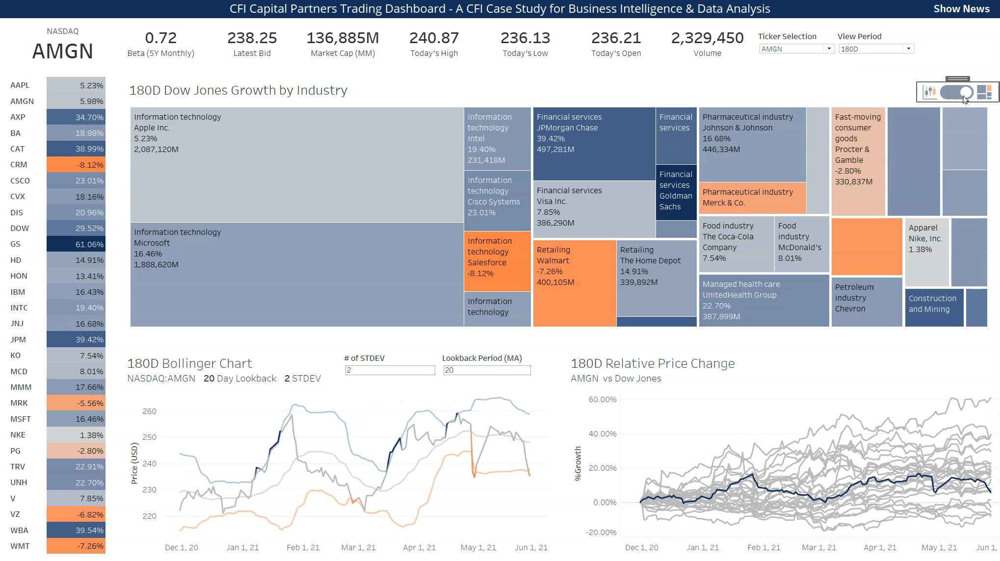 CFI Capital Partners Trading Dashboard - A CFI Case Study for Business Intelligence & Data Analysis
Show News
NASDAQ
AMGN
0.72
Beta (5Y Monthly)
238.25
Latest Bid
136,885M
Market Cap (MM)
240.87
Today's High
236.13
Today's Low
236.21
Today's Open
2,329,450
Volume
Ticker Selection
AMGN
View Period
180D
AAPL 5.23%
AMGN 5.98%
AXP 34.70%
BA 18.98%
CAT 38.99%
CRM -8.12%
CSCO 23.01%
CVX 18.16%
DIS 20.96%
DOW 29.52%
GS 61.06%
HD 14.91%
HON 13.41%
IBM 16.43%
INTC 19.40%
JNJ 16.68%
JPM 39.42%
KO 7.54%
MCD 8.01%
MMM 17.66%
MRK -5.56%
MSFT 16.46%
NKE 1.38%
PG -2.80%
TRV 22.91%
UNH 22.70%
V 7.85%
VZ -6.82%
WBA 39.54%
WMT -7.26%
180D Dow Jones Growth by Industry
Information technology
Apple Inc.
5.23%
2,087,120M
Information technology
Microsoft
16.46%
1,888,620M
Information
technology
Intel
19.40%
231,418M
Information
technology
Cisco Systems
23.01%
Information
technology
Salesforce
-8.12%
Information
technology
Financial services
JPMorgan Chase
39.42%
497,281M
Financial
services
Financial services
Visa Inc.
7.85%
386,290M
Financial
services
Goldman
Sachs
Retailing
Walmart
-7.26%
400,105M
Retailing
The Home Depot
14.91%
339,892M
Pharmaceutical industry
Johnson & Johnson
16.68%
446,334M
Pharmaceutical industry
Merck & Co.
Food industry
The Coca-Cola
Company
7.54%
Food
industry
McDonald's
8.01%
Managed health care
UnitedHealth Group
22.70%
387,899M
Fast-moving
consumer
goods
Procter &
Gamble
-2.80%
330,837M
Petroleum
industry
Chevron
Apparel
Nike, Inc.
1.38%
Construction
and Mining
180D Bollinger Chart
NASDAQ:AMGN 20 Day Lookback 2 STDEV
# of STDEV
2
Lookback Period (MA)
20
Price (USD)
260
250
240
230
220
Dec 1, 20
Jan 1, 21
Feb 1, 21
Mar 1, 21
Apr 1, 21
May 1, 21
Jun 1, 21
180D Relative Price Change
AMGN vs Dow Jones
%Growth
60.00%
40.00%
20.00%
0.00%
-20.00%
Dec 1, 20
Jan 1, 21
Feb 1, 21
Mar 1, 21
Apr 1, 21
May 1, 21
Jun 1,